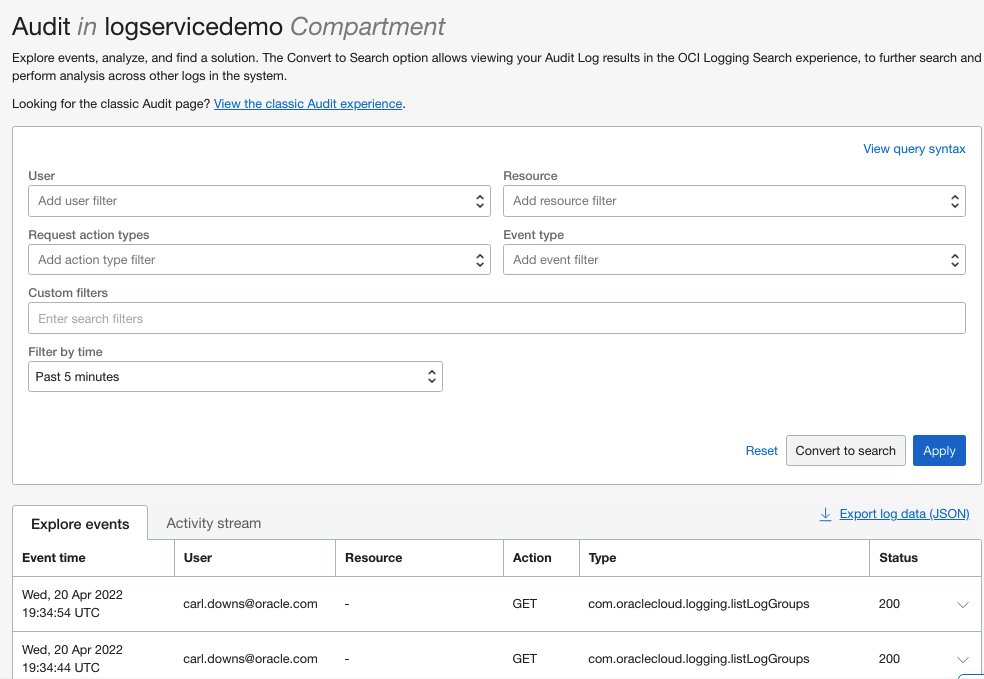 Audit in logservicedemo Compartment
Explore events, analyze, and find a solution. The Convert to Search option allows viewing your Audit Log results in the OCI Logging Search experience, to further search and
perform analysis across other logs in the system.
Looking for the classic Audit page? View the classic Audit experience.
View query syntax
User
Resource
Add user filter
Add resource filter
Request action types
Event type
Add action type filter
Add event filter
Custom filters
Enter search filters
Filter by time
Past 5 minutes
Reset
Convert to search
Apply
Explore events
Activity stream
Export log data (JSON)
Event time User Resource Action Type Status
Wed, 20 Apr 2022
19:34:54 UTC
carl.downs@oracle.com - GET com.oraclecloud.logging.listLogGroups 200
Wed, 20 Apr 2022
19:34:44 UTC
carl.downs@oracle.com - GET com.oraclecloud.logging.listLogGroups 200